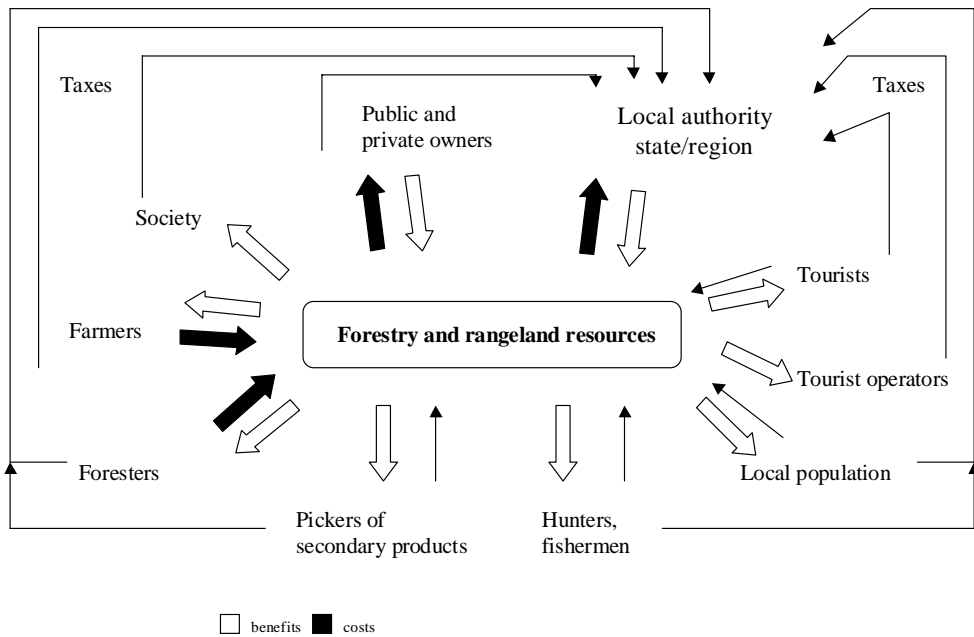 Taxes
Taxes
Public and
private owners
Local authority
state/region
Society
Tourists
Farmers
Forestry and rangeland resources
Tourist operators
Foresters
Local population
Pickers of
secondary products
Hunters,
fishermen
benefits
costs